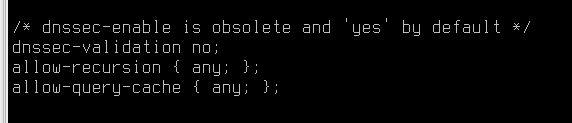 /* dnssec-enable is obsolete and 'yes' by default */
dnssec-validation no;
allow-recursion { any; };
allow-query-cache { any; };